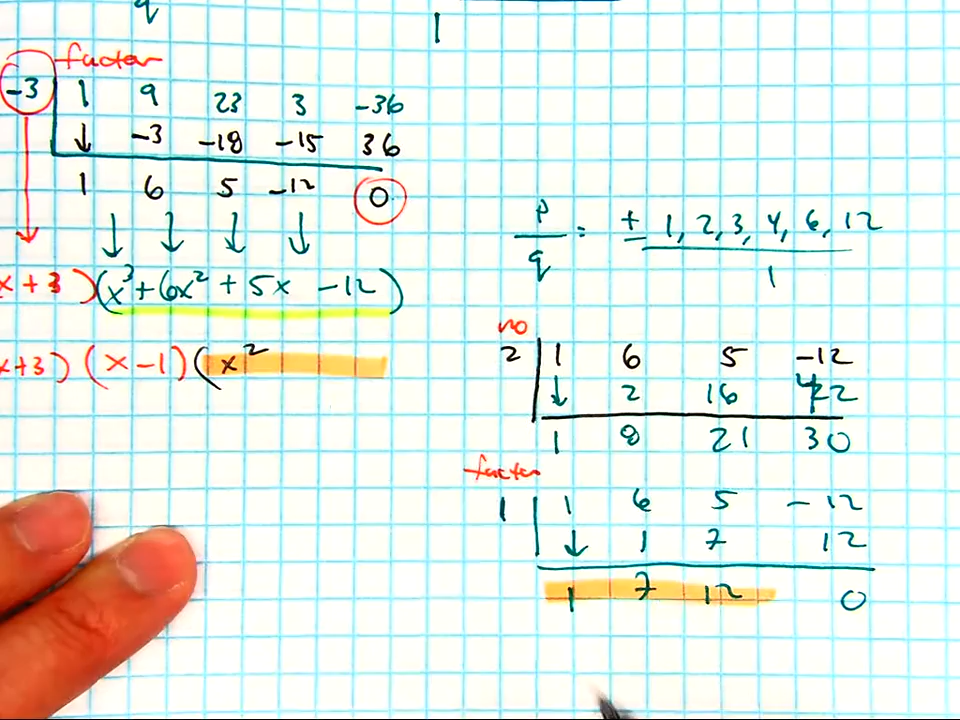 q
1
factor
-3 | 1 9 23 3 -36
↓ -3 -18 -15 36
1 6 5 -12 0
↓ ↓ ↓ ↓
x + 3)(x³ + 6x² + 5x - 12)
x+3)(x-1)(x²
p/q = ± 1, 2, 3, 4, 6, 12 / 1
no
2 | 1 6 5 -12
↓ 2 16 42
1 8 21 30
factor
1 | 1 6 5 -12
↓ 1 7 12
1 7 12 0